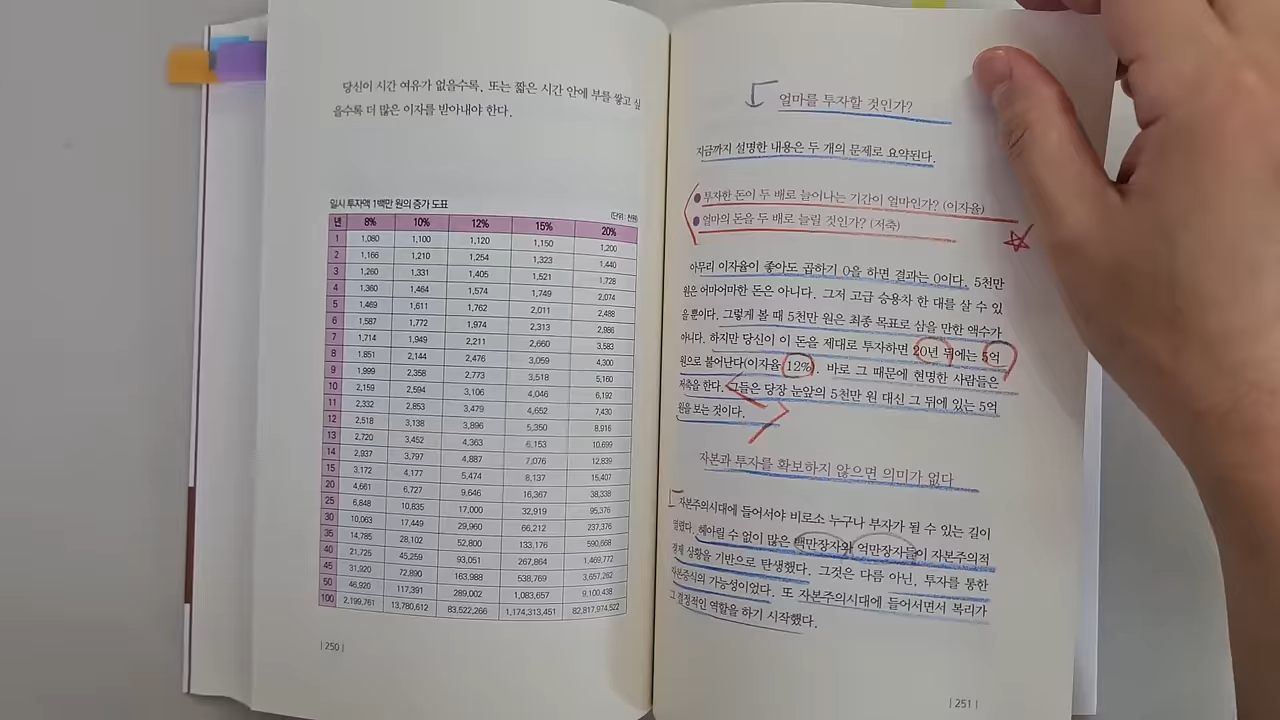 당신이 시간 여유가 없을수록, 또는 짧은 시간 안에 부를 쌓고 싶
을수록 더 많은 이자를 받아내야 한다.
일시 투자액 1백만 원의 증가 도표
(단위: 천원)
년 8% 10% 12% 15% 20%
1 1,080 1,100 1,120 1,150 1,200
2 1,166 1,210 1,254 1,323 1,440
3 1,260 1,331 1,405 1,521 1,728
4 1,360 1,464 1,574 1,749 2,074
5 1,469 1,611 1,762 2,011 2,488
6 1,587 1,772 1,974 2,313 2,986
7 1,714 1,949 2,211 2,660 3,583
8 1,851 2,144 2,476 3,059 4,300
9 1,999 2,358 2,773 3,518 5,160
10 2,159 2,594 3,106 4,046 6,192
11 2,332 2,853 3,479 4,652 7,430
12 2,518 3,138 3,896 5,350 8,916
13 2,720 3,452 4,363 6,153 10,699
14 2,937 3,797 4,887 7,076 12,839
15 3,172 4,177 5,474 8,137 15,407
20 4,661 6,727 9,646 16,367 38,338
25 6,848 10,835 17,000 32,919 95,376
30 10,063 17,449 29,960 66,212 237,376
35 14,785 28,102 52,800 133,176 590,668
40 21,725 45,259 93,051 267,864 1,469,772
45 31,920 72,890 163,988 538,769 3,657,262
50 46,920 117,391 289,002 1,083,657 9,100,438
100 2,199,761 13,780,612 83,522,266 1,174,313,451 82,817,974,522
| 250 |
얼마를 투자할 것인가?
지금까지 설명한 내용은 두 개의 문제로 요약된다.
● 투자한 돈이 두 배로 늘어나는 기간이 얼마인가? (이자율)
● 얼마의 돈을 두 배로 늘릴 것인가? (저축)
아무리 이자율이 좋아도 곱하기 0을 하면 결과는 0이다. 5천만
원은 어마어마한 돈은 아니다. 그저 고급 승용차 한 대를 살 수 있
을 뿐이다. 그렇게 볼 때 5천만 원은 최종 목표로 삼을 만한 액수가
아니다. 하지만 당신이 이 돈을 제대로 투자하면 20년 뒤에는 5억
원으로 불어난다(이자율 12%). 바로 그 때문에 현명한 사람들은
저축을 한다. 그들은 당장 눈앞의 5천만 원 대신 그 뒤에 있는 5억
원을 보는 것이다.
자본과 투자를 확보하지 않으면 의미가 없다
자본주의시대에 들어서야 비로소 누구나 부자가 될 수 있는 길이
열렸다. 헤아릴 수 없이 많은 백만장자와 억만장자들이 자본주의적
경제 상황을 기반으로 탄생했다. 그것은 다름 아닌, 투자를 통한
자본증식의 가능성이었다. 또 자본주의시대에 들어서면서 복리가
그 결정적인 역할을 하기 시작했다.
| 251 |